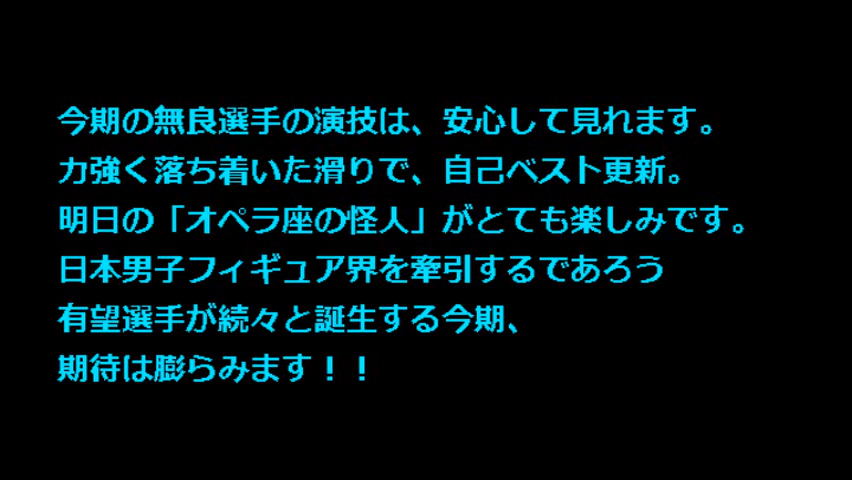 今期の無良選手の演技は、安心して見れます。
力強く落ち着いた滑りで、自己ベスト更新。
明日の「オペラ座の怪人」がとても楽しみです。
日本男子フィギュア界を牽引するであろう
有望選手が続々と誕生する今期、
期待は膨らみます！！